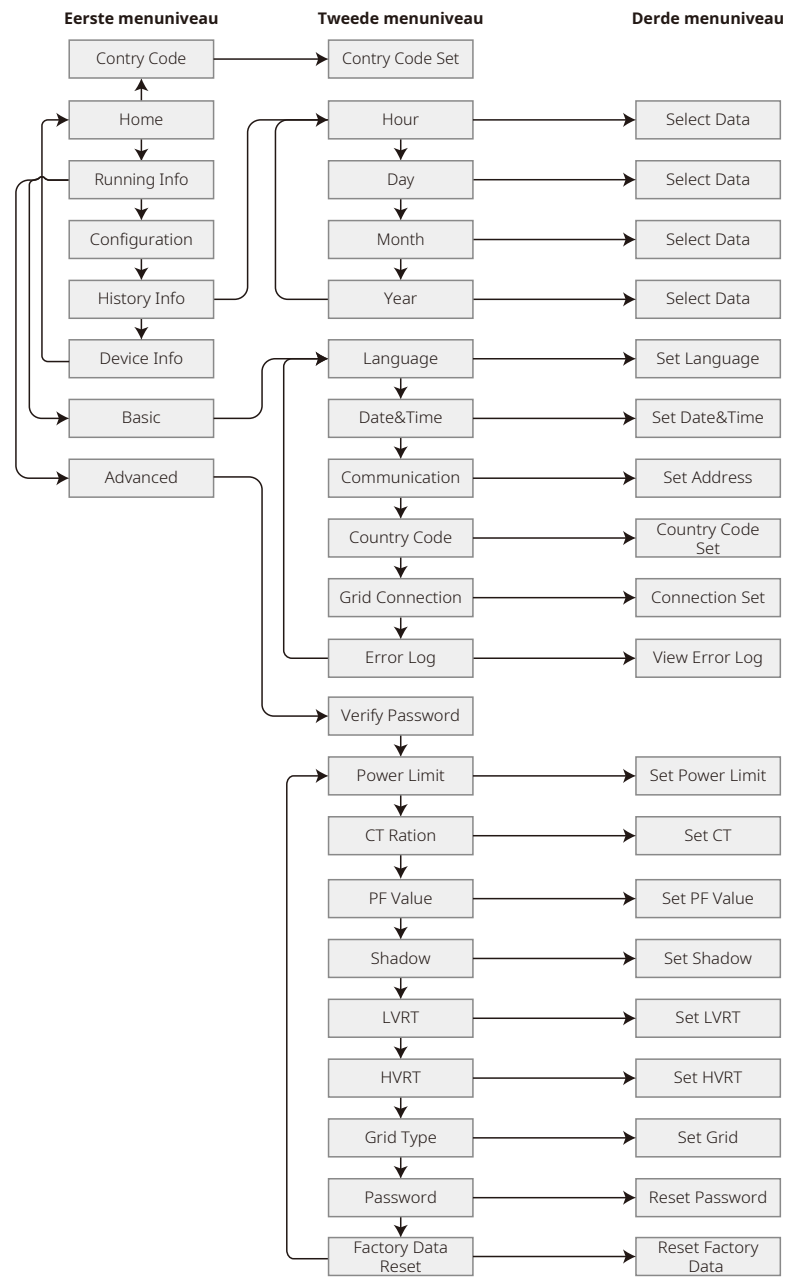 Eerste menuniveau Tweede menuniveau Derde menuniveau
Contry Code Contry Code Set
Home Hour Select Data
Running Info Day Select Data
Configuration Month Select Data
History Info Year Select Data
Device Info Language Set Language
Basic Date&Time Set Date&Time
Advanced Communication Set Address
Country Code Country Code
Set
Grid Connection Connection Set
Error Log View Error Log
Verify Password
Power Limit Set Power Limit
CT Ration Set CT
PF Value Set PF Value
Shadow Set Shadow
LVRT Set LVRT
HVRT Set HVRT
Grid Type Set Grid
Password Reset Password
Factory Data Reset Factory
Reset Data